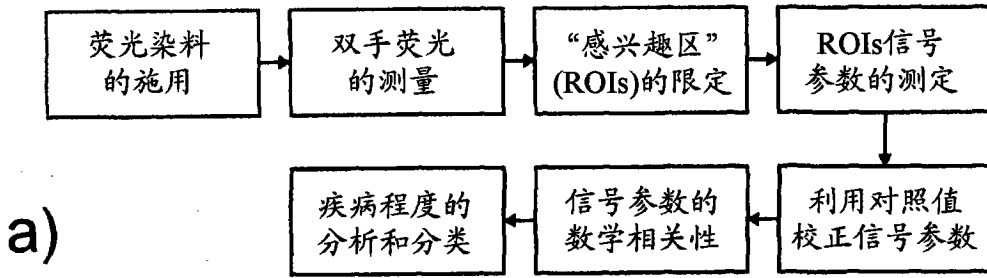 荧光染料
的施用
双手荧光
的测量
“感兴趣区”
(ROIs)的限定
ROIs信号
参数的测定
利用对照值
校正信号参数
信号参数的
数学相关性
疾病程度的
分析和分类
a)